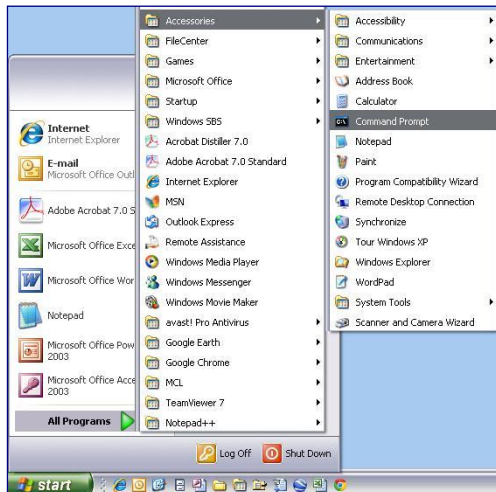 Internet
Internet Explorer
E-mail
Microsoft Office Outl
Adobe Acrobat 7.0 S
Microsoft Office Exce
Microsoft Office Wor
Notepad
Microsoft Office Pow
2003
Microsoft Office Acce
2003
All Programs
Accessories
FileCenter
Games
Microsoft Office
Startup
Windows SBS
Acrobat Distiller 7.0
Adobe Acrobat 7.0 Standard
Internet Explorer
MSN
Outlook Express
Remote Assistance
Windows Media Player
Windows Messenger
Windows Movie Maker
avast! Pro Antivirus
Google Earth
Google Chrome
MCL
TeamViewer 7
Notepad++
Accessibility
Communications
Entertainment
Address Book
Calculator
Command Prompt
Notepad
Paint
Program Compatibility Wizard
Remote Desktop Connection
Synchronize
Tour Windows XP
Windows Explorer
WordPad
System Tools
Scanner and Camera Wizard
Log Off Shut Down
start